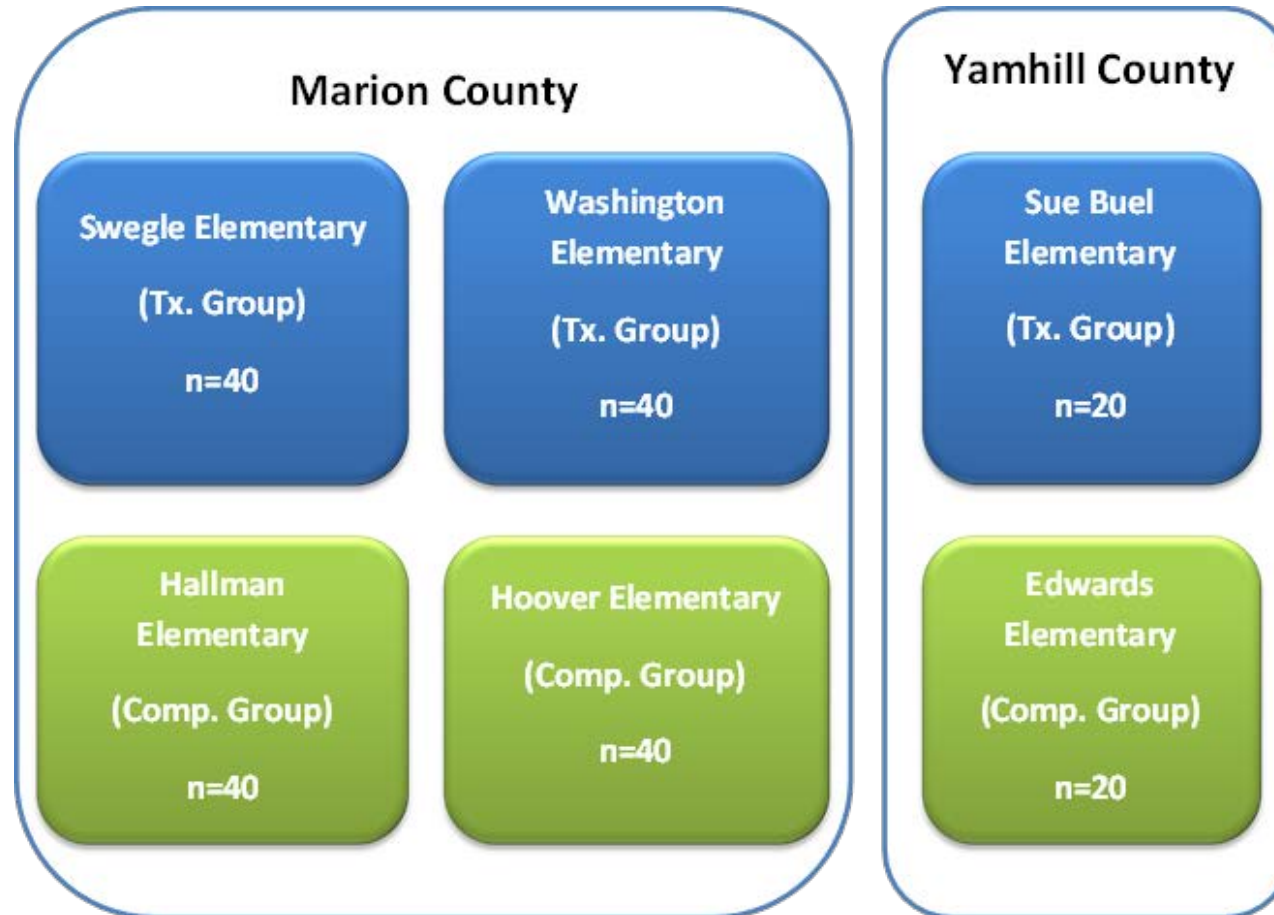 Marion County
Swegle Elementary
(Tx. Group)
n=40
Washington
Elementary
(Tx. Group)
n=40
Hallman
Elementary
(Comp. Group)
n=40
Hoover Elementary
(Comp. Group)
n=40
Yamhill County
Sue Buel
Elementary
(Tx. Group)
n=20
Edwards
Elementary
(Comp. Group)
n=20